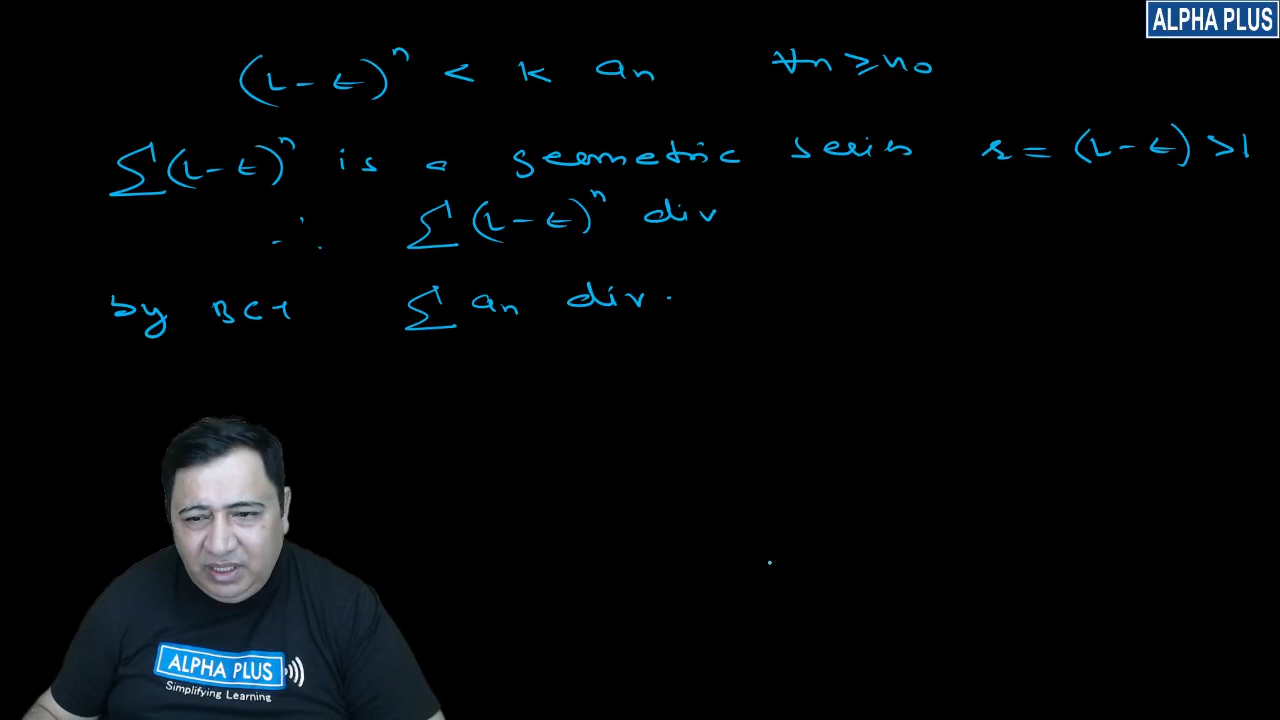 ALPHA PLUS
(L-ε)ⁿ < k an ∀n ≥ n0
∑(L-ε)ⁿ is a geometric series r = (L-ε) > 1
∴ ∑(L-ε)ⁿ div
by BCT ∑ an div.
ALPHA PLUS
Simplifying Learning